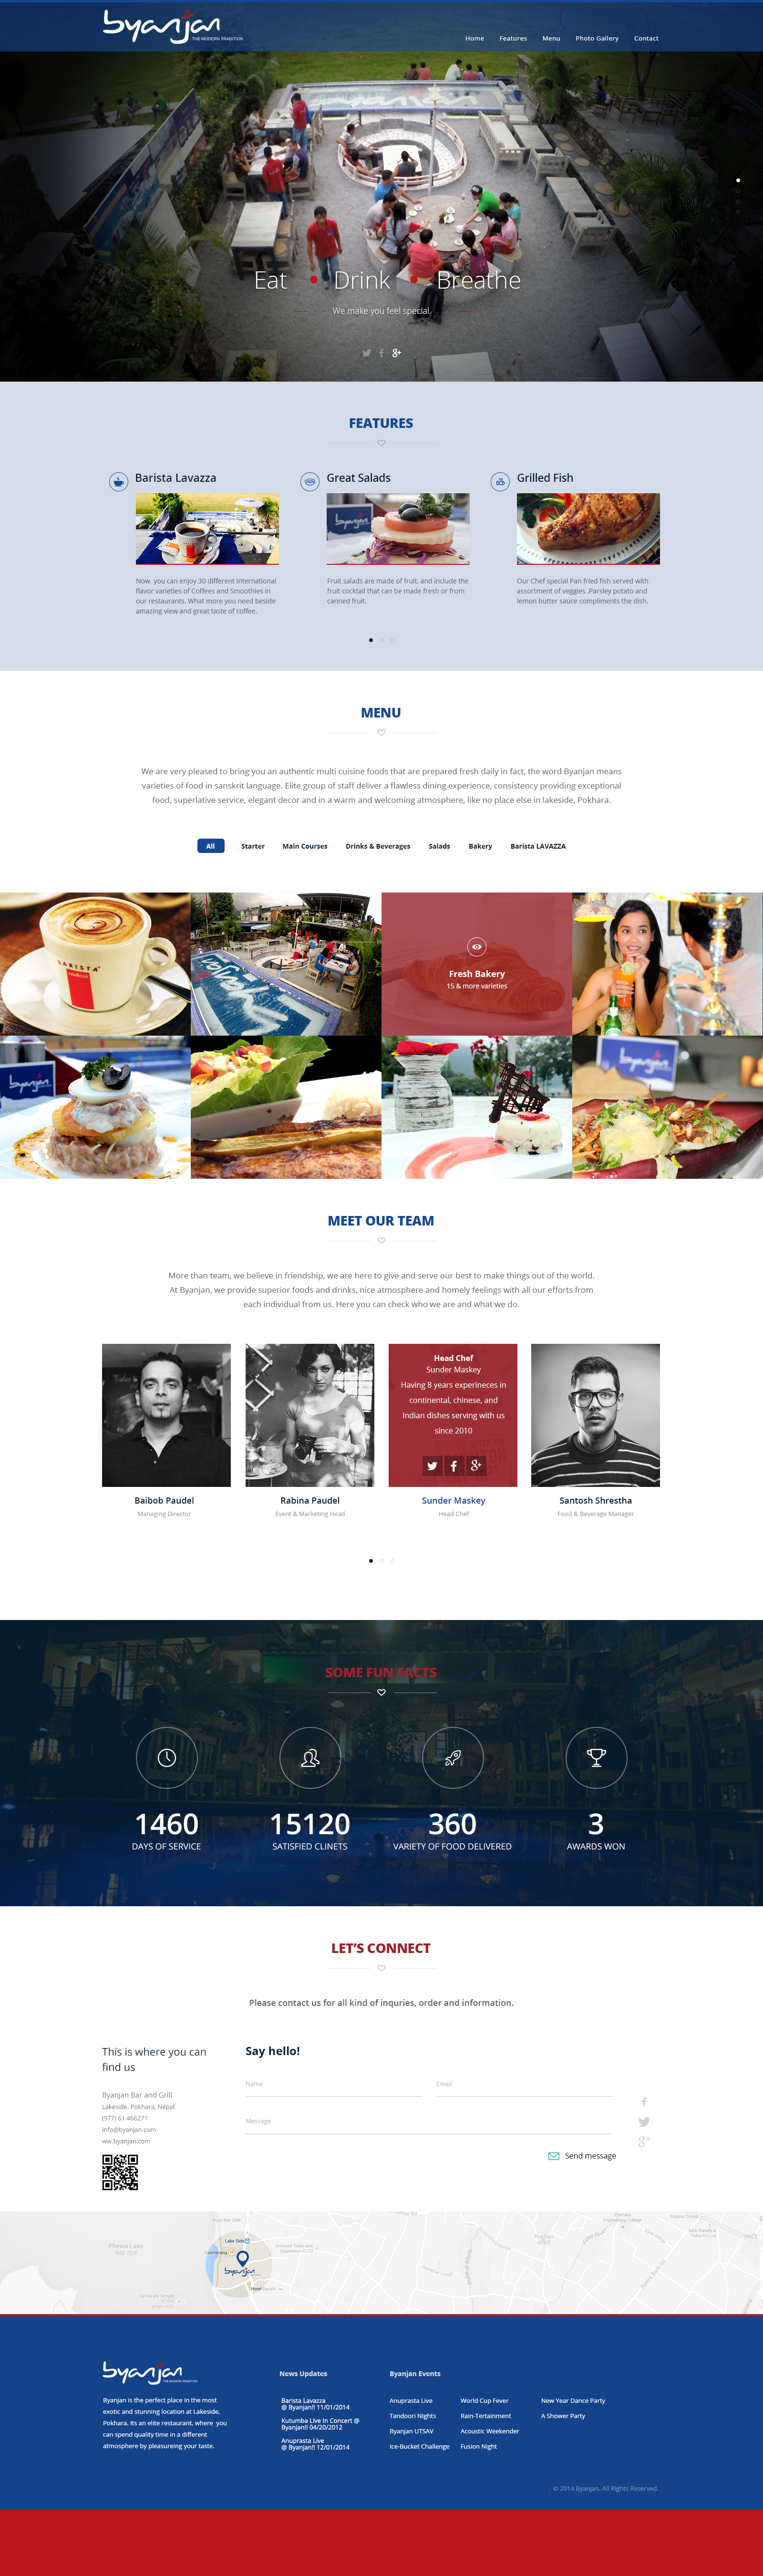 byanjan
THE MODERN TRADITION
Home Features Menu Photo Gallery Contact
Eat • Drink • Breathe
We make you feel special.
FEATURES
Barista Lavazza
Now you can enjoy 30 different international
flavor varieties of Coffees and Smoothies in
our restaurants. What more you need beside
amazing view and great taste of coffee.
Great Salads
byanjan
Fruit salads are made of fruit, and include the
fruit cocktail that can be made fresh or from
canned fruit.
Grilled Fish
Our Chef special Pan fried fish served with
assortment of veggies .Parsley potato and
lemon butter sauce compliments the dish.
MENU
We are very pleased to bring you an authentic multi cuisine foods that are prepared fresh daily in fact, the word Byanjan means
varieties of food in sanskrit language. Elite group of staff deliver a flawless dining experience, consistency providing exceptional
food, superlative service, elegant decor and in a warm and welcoming atmosphere, like no place else in lakeside, Pokhara.
All Starter Main Courses Drinks & Beverages Salads Bakery Barista LAVAZZA
BARISTA
Fresh Bakery
15 & more varieties
byanjan
byanjan
MEET OUR TEAM
More than team, we believe in friendship, we are here to give and serve our best to make things out of the world.
At Byanjan, we provide superior foods and drinks, nice atmosphere and homely feelings with all our efforts from
each individual from us. Here you can check who we are and what we do.
Head Chef
Sunder Maskey
Having 8 years experineces in
continental, chinese, and
Indian dishes serving with us
since 2010
Baibob Paudel
Managing Director
Rabina Paudel
Event & Marketing Head
Sunder Maskey
Head Chef
Santosh Shrestha
Food & Beverage Manager
SOME FUN FACTS
1460
DAYS OF SERVICE
15120
SATISFIED CLINETS
360
VARIETY OF FOOD DELIVERED
3
AWARDS WON
LET'S CONNECT
Please contact us for all kind of inquries, order and information.
This is where you can
find us
Byanjan Bar and Grill
Lakeside. Pokhara, Nepal
(977) 61 466271
info@byanjan.com
ww.byanjan.com
Say hello!
Name
Email
Message
Send message
Phewa Lake
Lake Side
byanjan
Pokhara
byanjan
THE MODERN TRADITION
Byanjan is the perfect place in the most
exotic and stunning location at Lakeside,
Pokhara. Its an elite restaurant, where you
can spend quality time in a different
atmosphere by pleasureing your taste.
News Updates
Barista Lavazza
@ Byanjan!! 11/01/2014
Kutumba Live In Concert @
Byanjan!! 04/20/2012
Anuprasta Live
@ Byanjan!! 12/01/2014
Byanjan Events
Anuprasta Live
Tandoori Nights
Byanjan UTSAV
Ice-Bucket Challenge
World Cup Fever
Rain-Tertainment
Acoustic Weekender
Fusion Night
New Year Dance Party
A Shower Party
© 2014 Byanjan. All Rights Reserved.